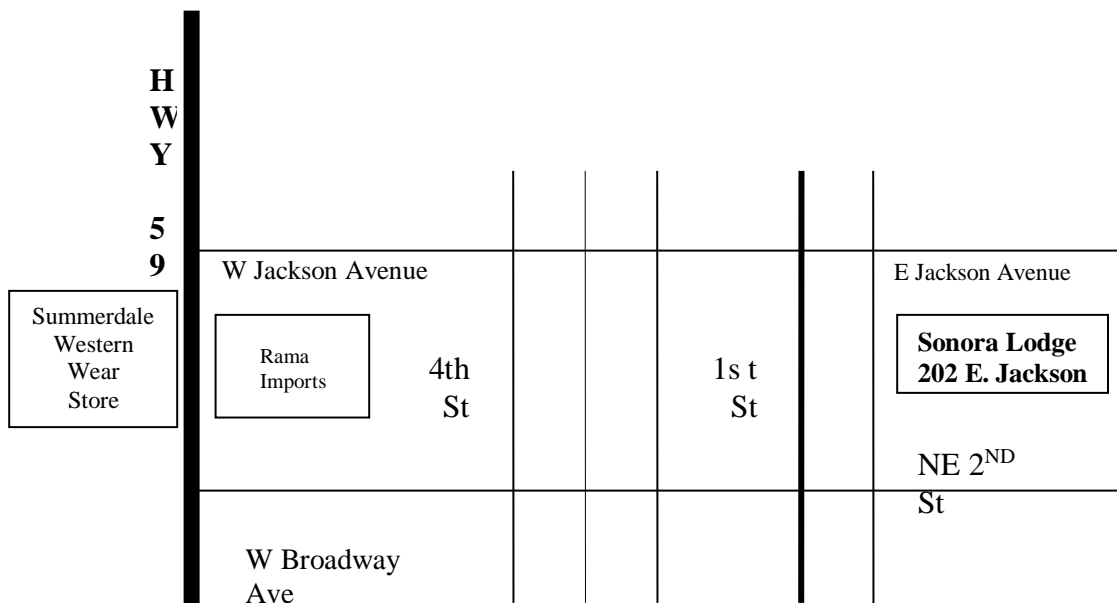 H
W
Y
5
9
W Jackson Avenue
E Jackson Avenue
Summerdale
Western
Wear
Store
Rama
Imports
4th
St
1s t
St
Sonora Lodge
202 E. Jackson
NE 2ND
St
W Broadway
Ave